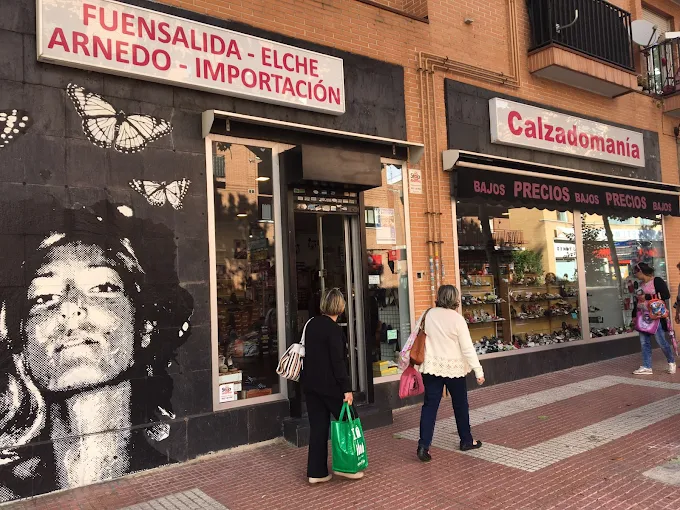 FUENSALIDA - ELCHE
ARNEDO - IMPORTACIÓN
Calzadomanía
BAJOS PRECIOS BAJOS PRECIOS BAJOS